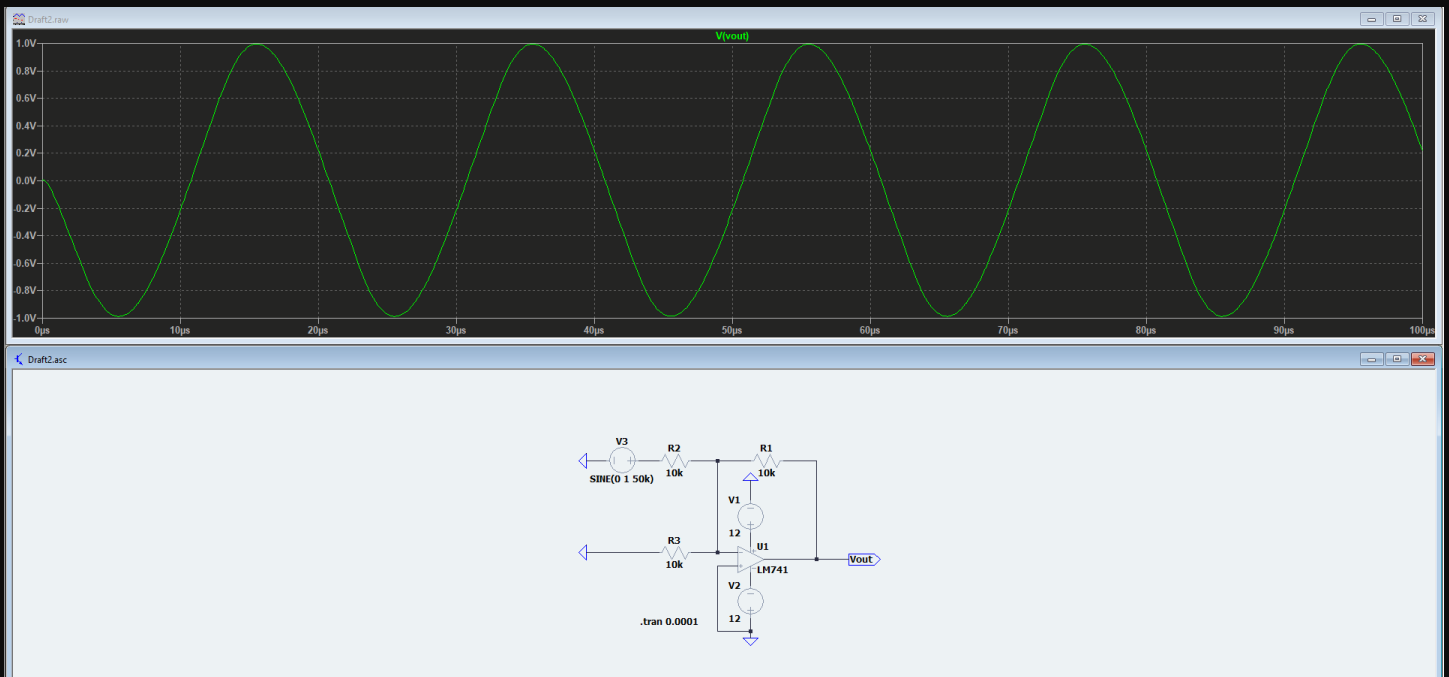 Draft2.raw
V(vout)
1.0V
0.8V
0.6V
0.4V
0.2V
0.0V
-0.2V
-0.4V
-0.6V
-0.8V
-1.0V
0µs 10µs 20µs 30µs 40µs 50µs 60µs 70µs 80µs 90µs 100µs
Draft2.asc
V3
R2
R1
SINE(0 1 50k)
10k
10k
V1
12
R3
10k
U1
LM741
Vout
V2
12
.tran 0.0001